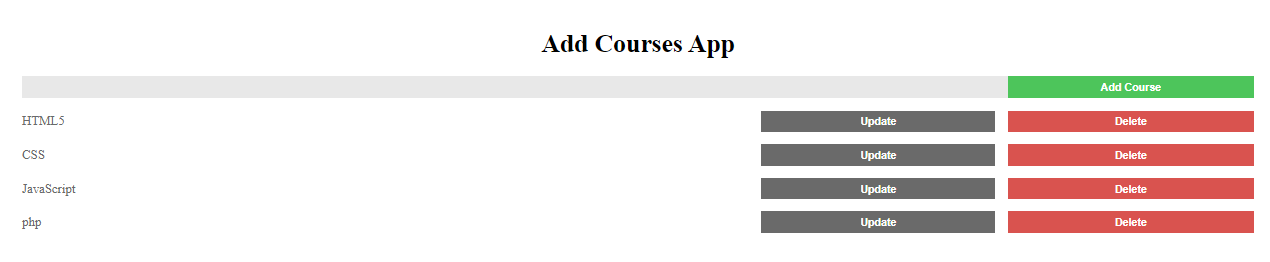 Add Courses App
Add Course
HTML5 Update Delete
CSS Update Delete
JavaScript Update Delete
php Update Delete